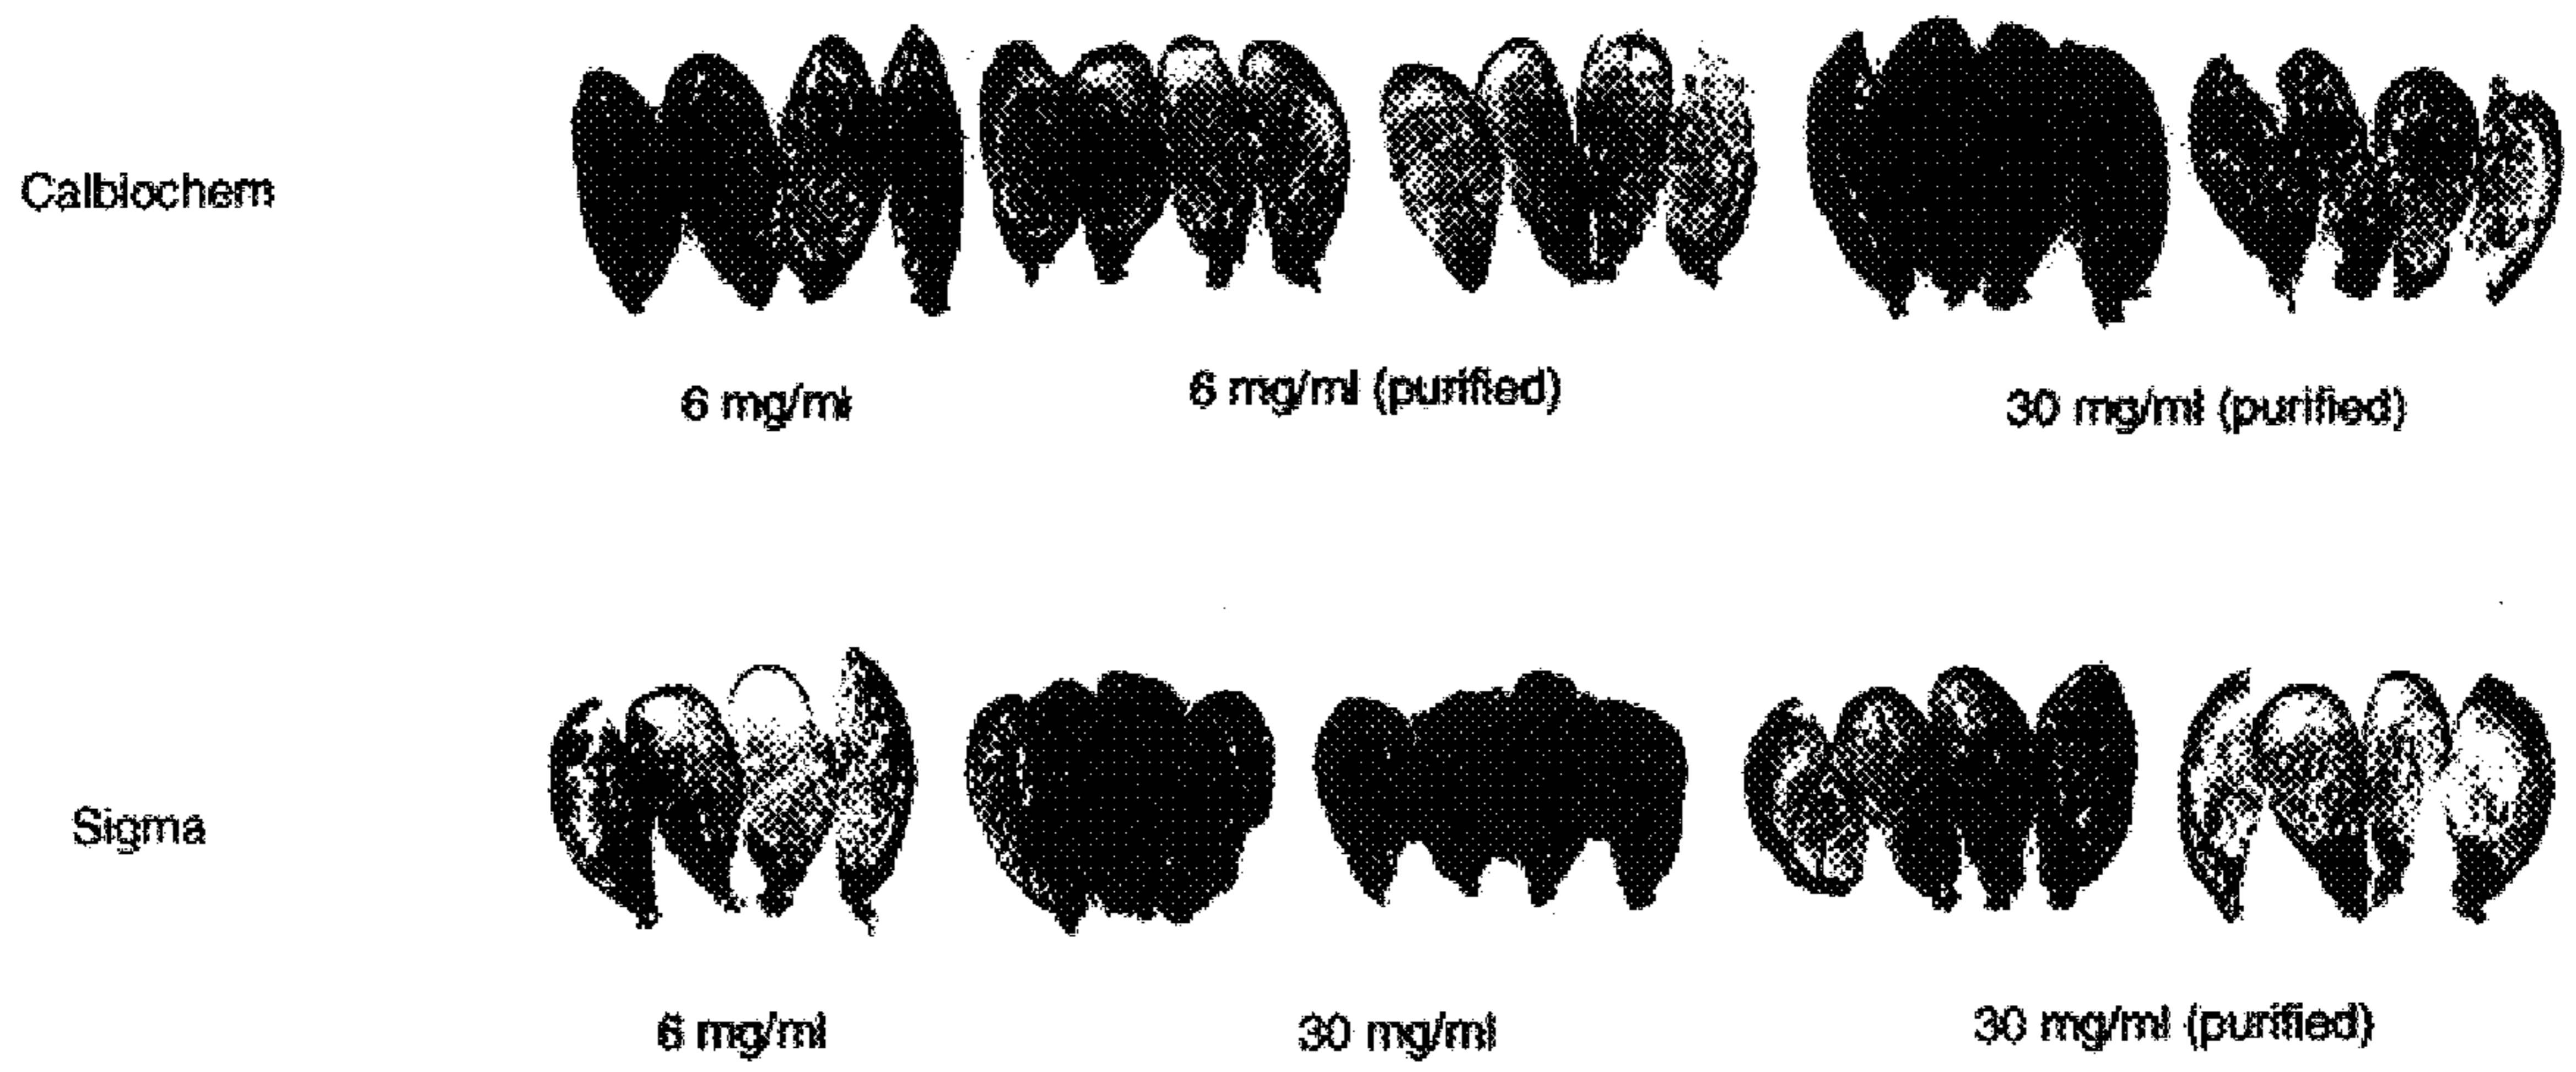 Calbiochem
6 mg/ml
6 mg/ml (purified)
30 mg/ml (purified)
Sigma
6 mg/ml
30 mg/ml
30 mg/ml (purified)